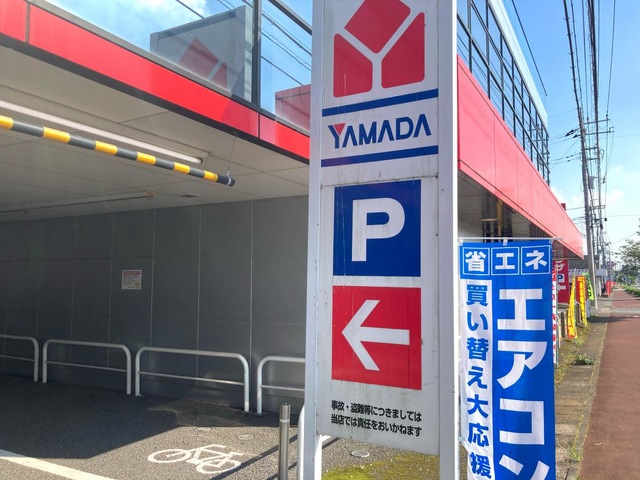 YAMADA
P
事故・盗難等につきましては
当店では責任をおいかねます
省エネ
エアコン
買い替え大応援
P